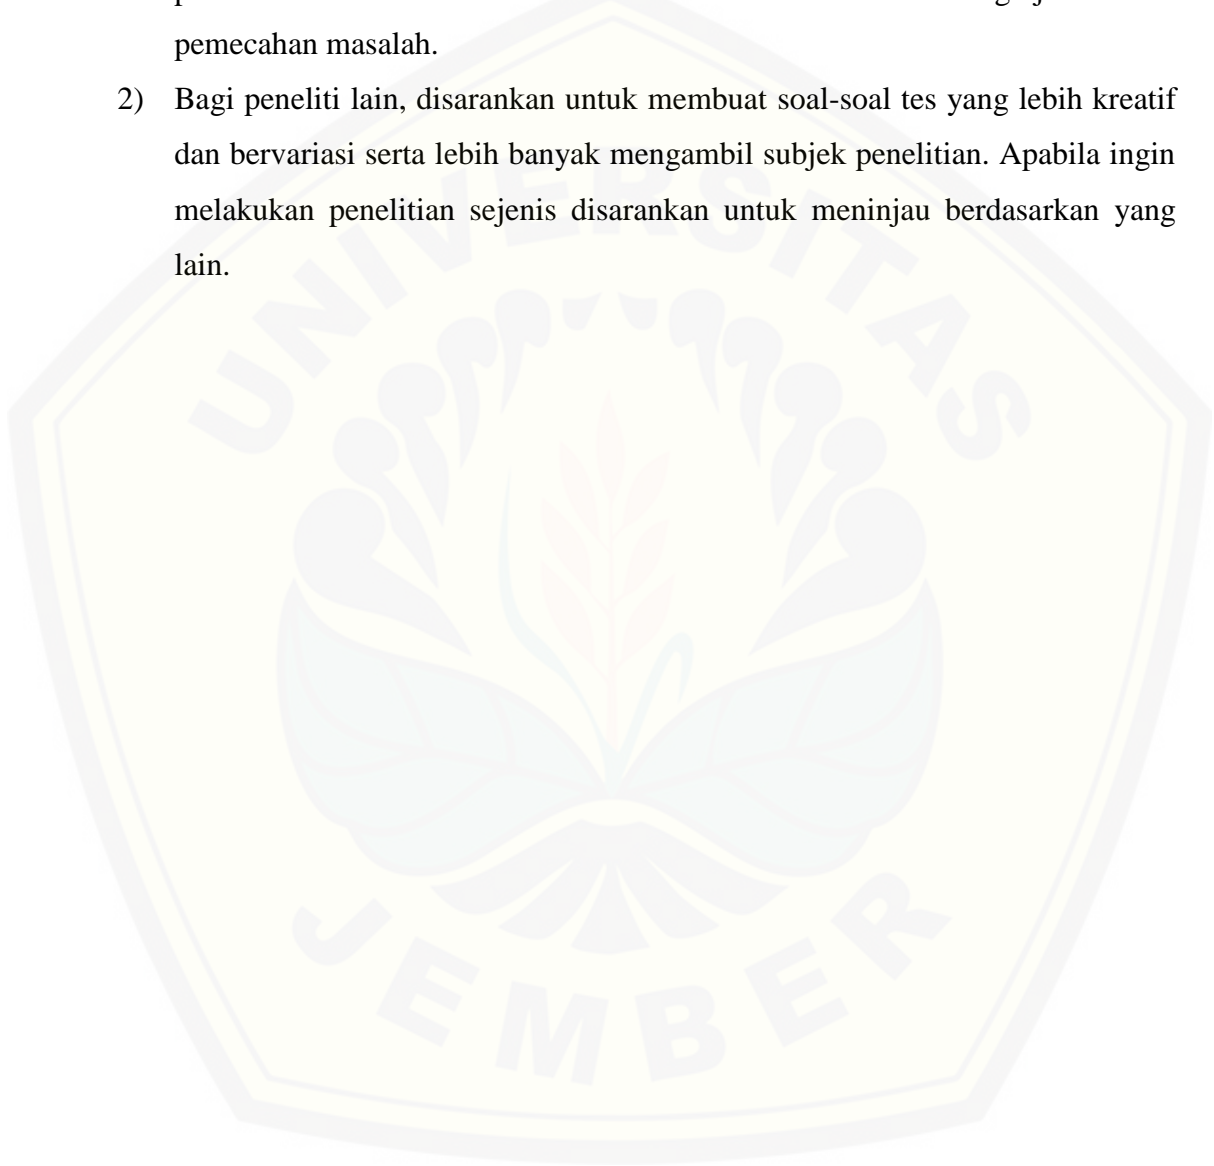 pemecahan masalah.
2) Bagi peneliti lain, disarankan untuk membuat soal-soal tes yang lebih kreatif
dan bervariasi serta lebih banyak mengambil subjek penelitian. Apabila ingin
melakukan penelitian sejenis disarankan untuk meninjau berdasarkan yang
lain.
UNIVERSITAS
JEMBER